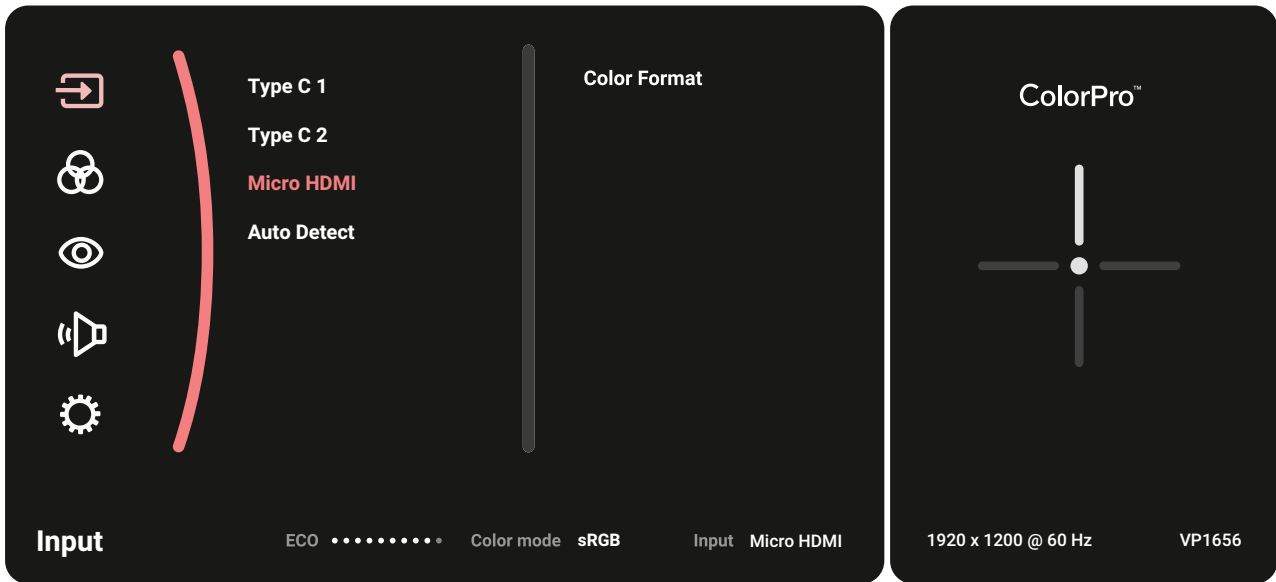 Type C 1
Type C 2
Micro HDMI
Auto Detect
Color Format
Input
ECO
Color mode sRGB
Input Micro HDMI
ColorPro™
1920 x 1200 @ 60 Hz
VP1656